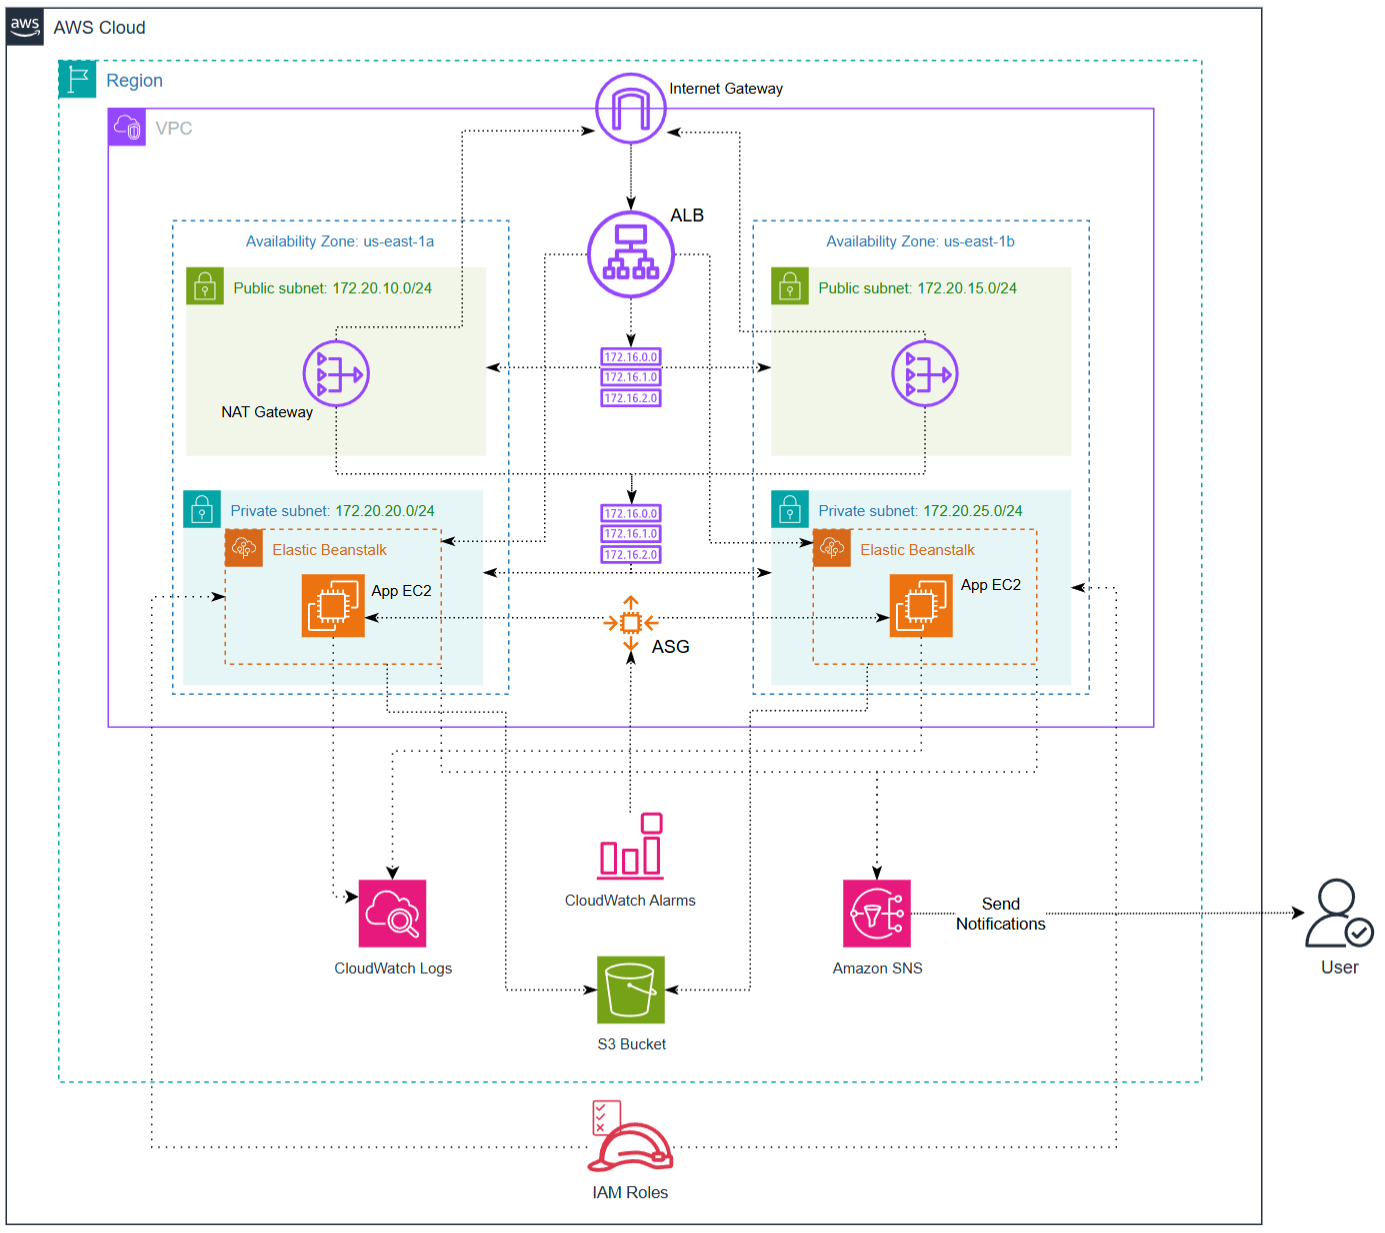 aws
AWS Cloud
Region
Internet Gateway
VPC
ALB
Availability Zone: us-east-1a
Availability Zone: us-east-1b
Public subnet: 172.20.10.0/24
Public subnet: 172.20.15.0/24
172.16.0.0
172.16.1.0
172.16.2.0
NAT Gateway
Private subnet: 172.20.20.0/24
172.16.0.0
172.16.1.0
172.16.2.0
Private subnet: 172.20.25.0/24
Elastic Beanstalk
Elastic Beanstalk
App EC2
App EC2
ASG
CloudWatch Alarms
Send
Notifications
CloudWatch Logs
Amazon SNS
User
S3 Bucket
IAM Roles